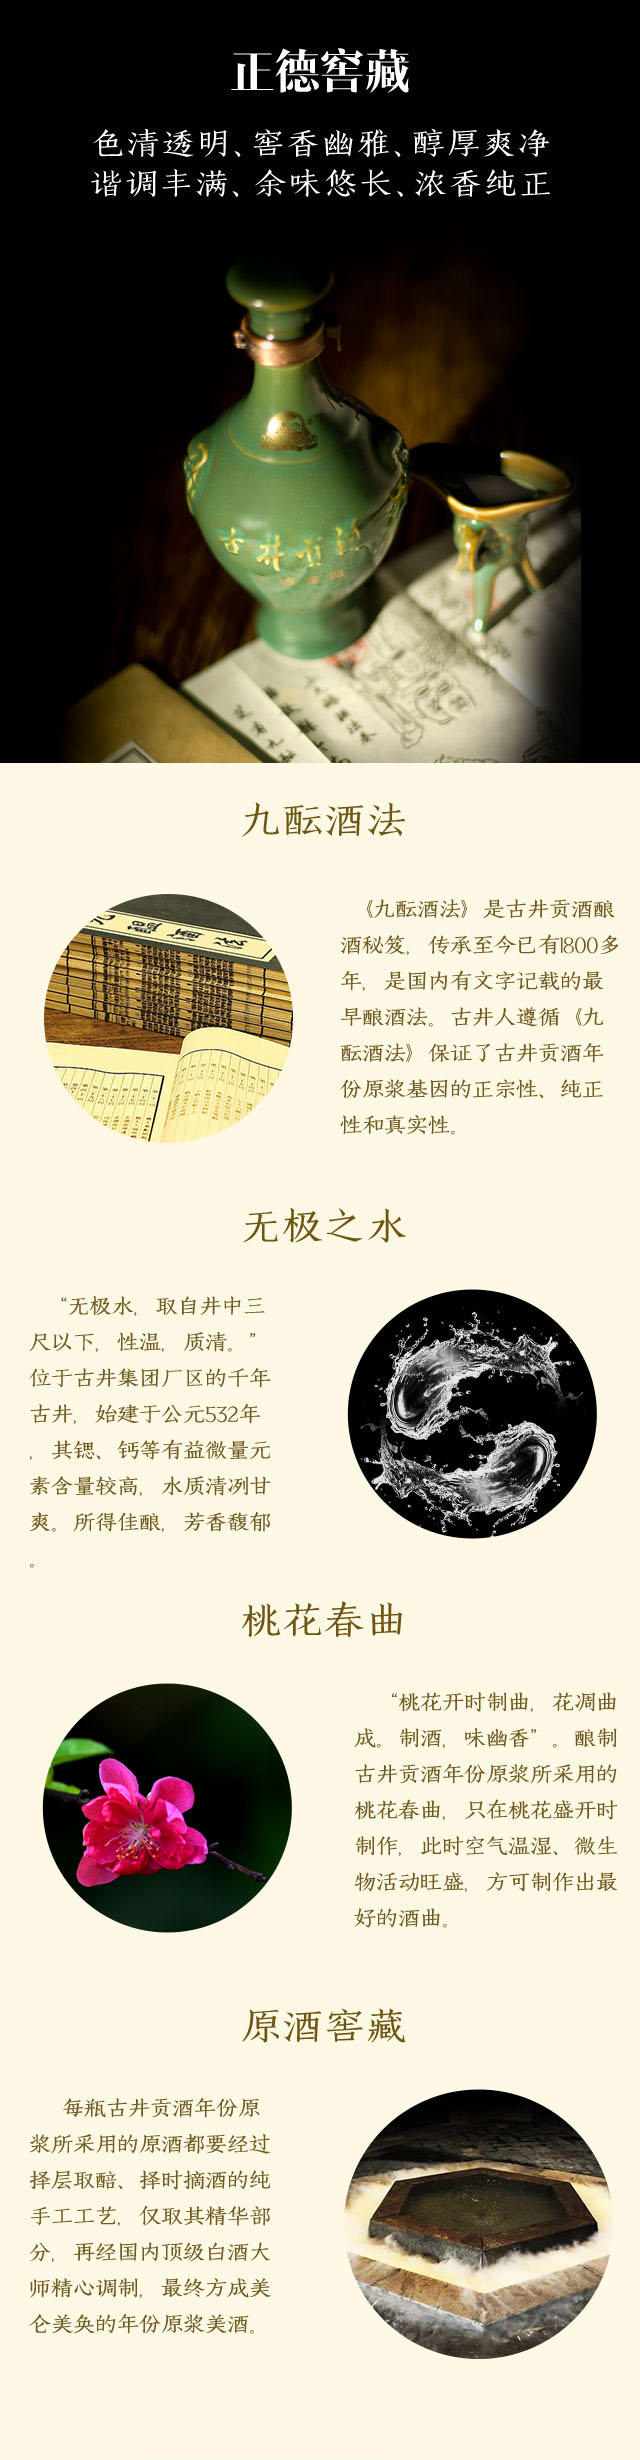 正德窖藏
色清透明、窖香幽雅、醇厚爽净
谐调丰满、余味悠长、浓香纯正
古井贡酒
九酝酒法
《九酝酒法》是古井贡酒酿
酒秘笈，传承至今已有1800多
年，是国内有文字记载的最
早酿酒法。古井人遵循《九
酝酒法》保证了古井贡酒年
份原浆基因的正宗性、纯正
性和真实性。
无极之水
“无极水，取自井中三
尺以下，性温，质清。”
位于古井集团厂区的千年
古井，始建于公元532年
，其锶、钙等有益微量元
素含量较高，水质清冽甘
爽。所得佳酿，芳香馥郁
。
桃花春曲
“桃花开时制曲，花凋曲
成。制酒，味幽香”。酿制
古井贡酒年份原浆所采用的
桃花春曲，只在桃花盛开时
制作，此时空气温湿、微生
物活动旺盛，方可制作出最
好的酒曲。
原酒窖藏
每瓶古井贡酒年份原
浆所采用的原酒都要经过
择层取醅、择时摘酒的纯
手工工艺，仅取其精华部
分，再经国内顶级白酒大
师精心调制，最终方成美
仑美奂的年份原浆美酒。